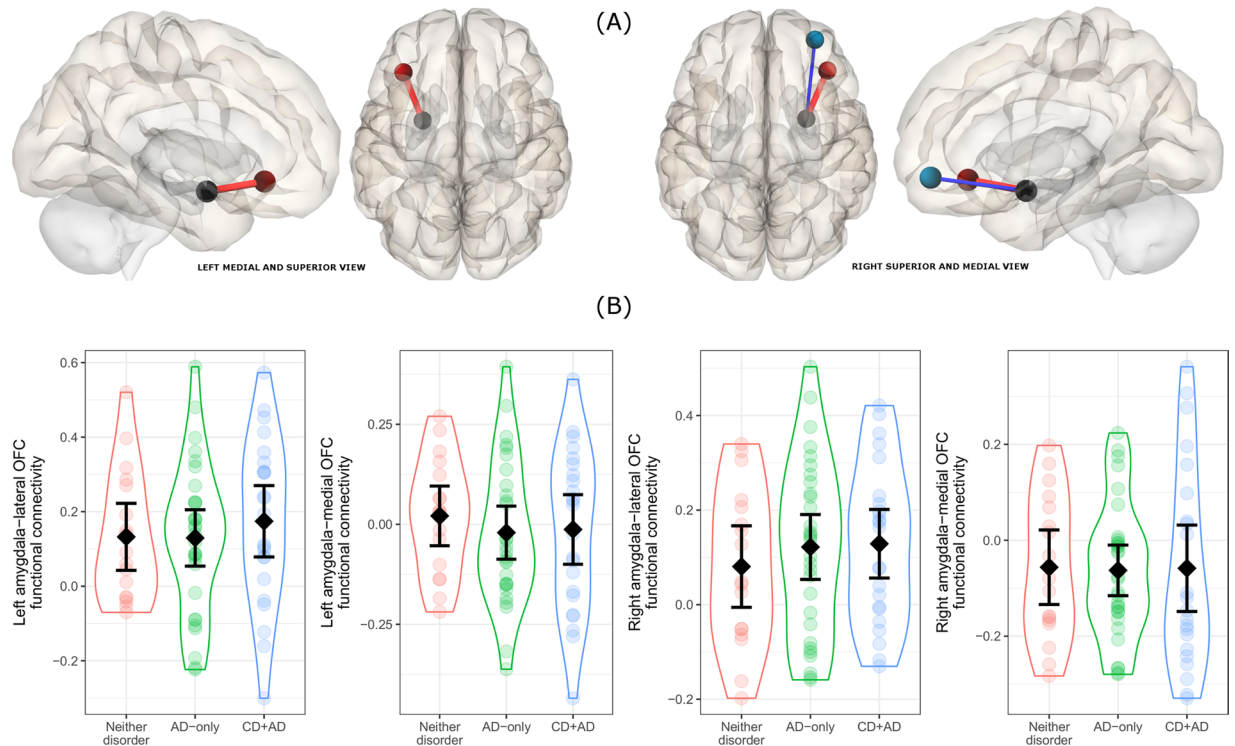 (A)
LEFT MEDIAL AND SUPERIOR VIEW
RIGHT SUPERIOR AND MEDIAL VIEW
(B)
Left amygdala−lateral OFC
functional connectivity
0.6
0.4
0.2
0.0
−0.2
Neither
disorder
AD−only
CD+AD
Left amygdala−medial OFC
functional connectivity
0.25
0.00
−0.25
Neither
disorder
AD−only
CD+AD
Right amygdala−lateral OFC
functional connectivity
0.4
0.2
0.0
−0.2
Neither
disorder
AD−only
CD+AD
Right amygdala−medial OFC
functional connectivity
0.2
0.0
−0.2
Neither
disorder
AD−only
CD+AD